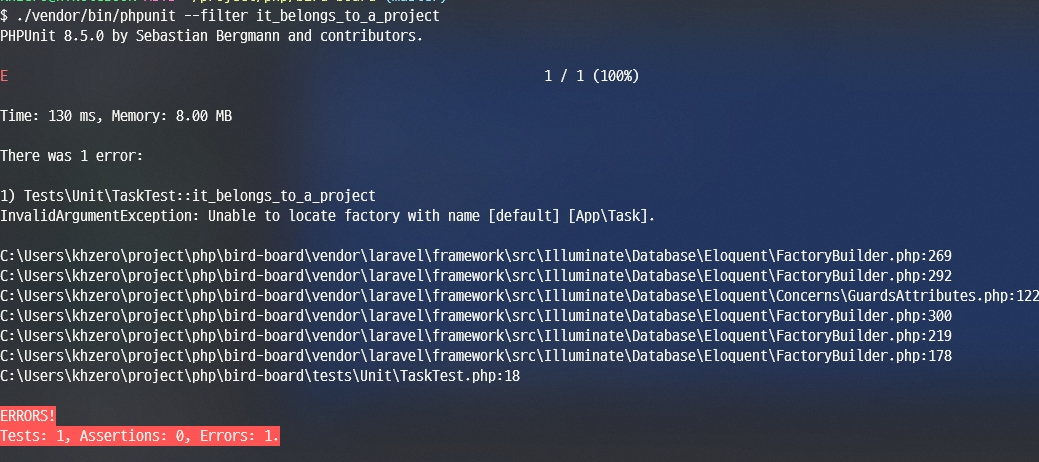 $ ./vendor/bin/phpunit --filter it_belongs_to_a_project
PHPUnit 8.5.0 by Sebastian Bergmann and contributors.
E 1 / 1 (100%)
Time: 130 ms, Memory: 8.00 MB
There was 1 error:
1) Tests\Unit\TaskTest::it_belongs_to_a_project
InvalidArgumentException: Unable to locate factory with name [default] [App\Task].
C:\Users\khzero\project\php\bird-board\vendor\laravel\framework\src\Illuminate\Database\Eloquent\FactoryBuilder.php:269
C:\Users\khzero\project\php\bird-board\vendor\laravel\framework\src\Illuminate\Database\Eloquent\FactoryBuilder.php:292
C:\Users\khzero\project\php\bird-board\vendor\laravel\framework\src\Illuminate\Database\Eloquent\Concerns\GuardsAttributes.php:122
C:\Users\khzero\project\php\bird-board\vendor\laravel\framework\src\Illuminate\Database\Eloquent\FactoryBuilder.php:300
C:\Users\khzero\project\php\bird-board\vendor\laravel\framework\src\Illuminate\Database\Eloquent\FactoryBuilder.php:219
C:\Users\khzero\project\php\bird-board\vendor\laravel\framework\src\Illuminate\Database\Eloquent\FactoryBuilder.php:178
C:\Users\khzero\project\php\bird-board\tests\Unit\TaskTest.php:18
ERRORS!
Tests: 1, Assertions: 0, Errors: 1.